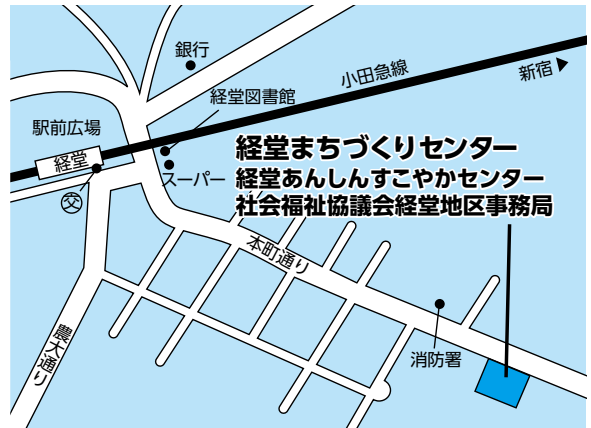 銀行
小田急線
新宿
経堂図書館
駅前広場
経堂
スーパー
交
経堂まちづくりセンター
経堂あんしんすこやかセンター
社会福祉協議会経堂地区事務局
本町通り
農大通り
消防署